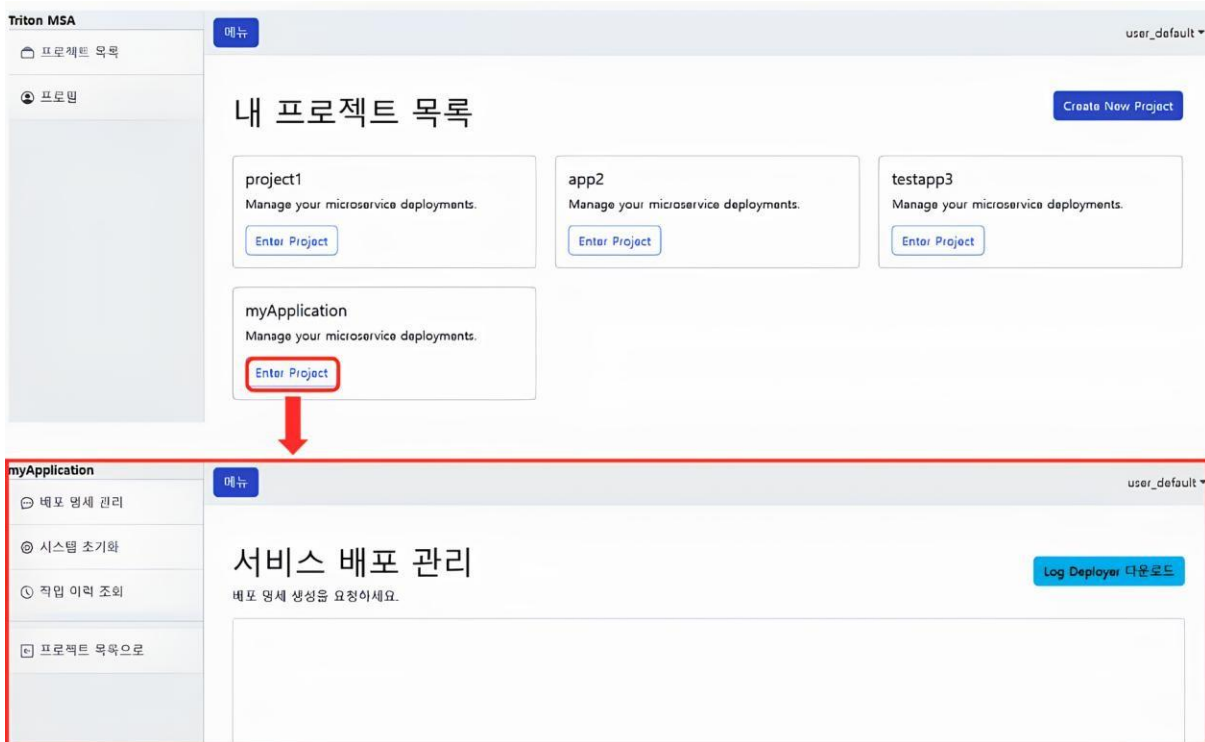 Triton MSA
메뉴
user_default
프로젝트 목록
프로필
내 프로젝트 목록
Create New Project
project1
Manage your microservice deployments.
Enter Project
app2
Manage your microservice deployments.
Enter Project
testapp3
Manage your microservice deployments.
Enter Project
myApplication
Manage your microservice deployments.
Enter Project
myApplication
메뉴
user_default
배포 명세 관리
시스템 초기화
작업 이력 조회
프로젝트 목록으로
서비스 배포 관리
배포 명세 생성을 요청하세요.
Log Deployer 다운로드